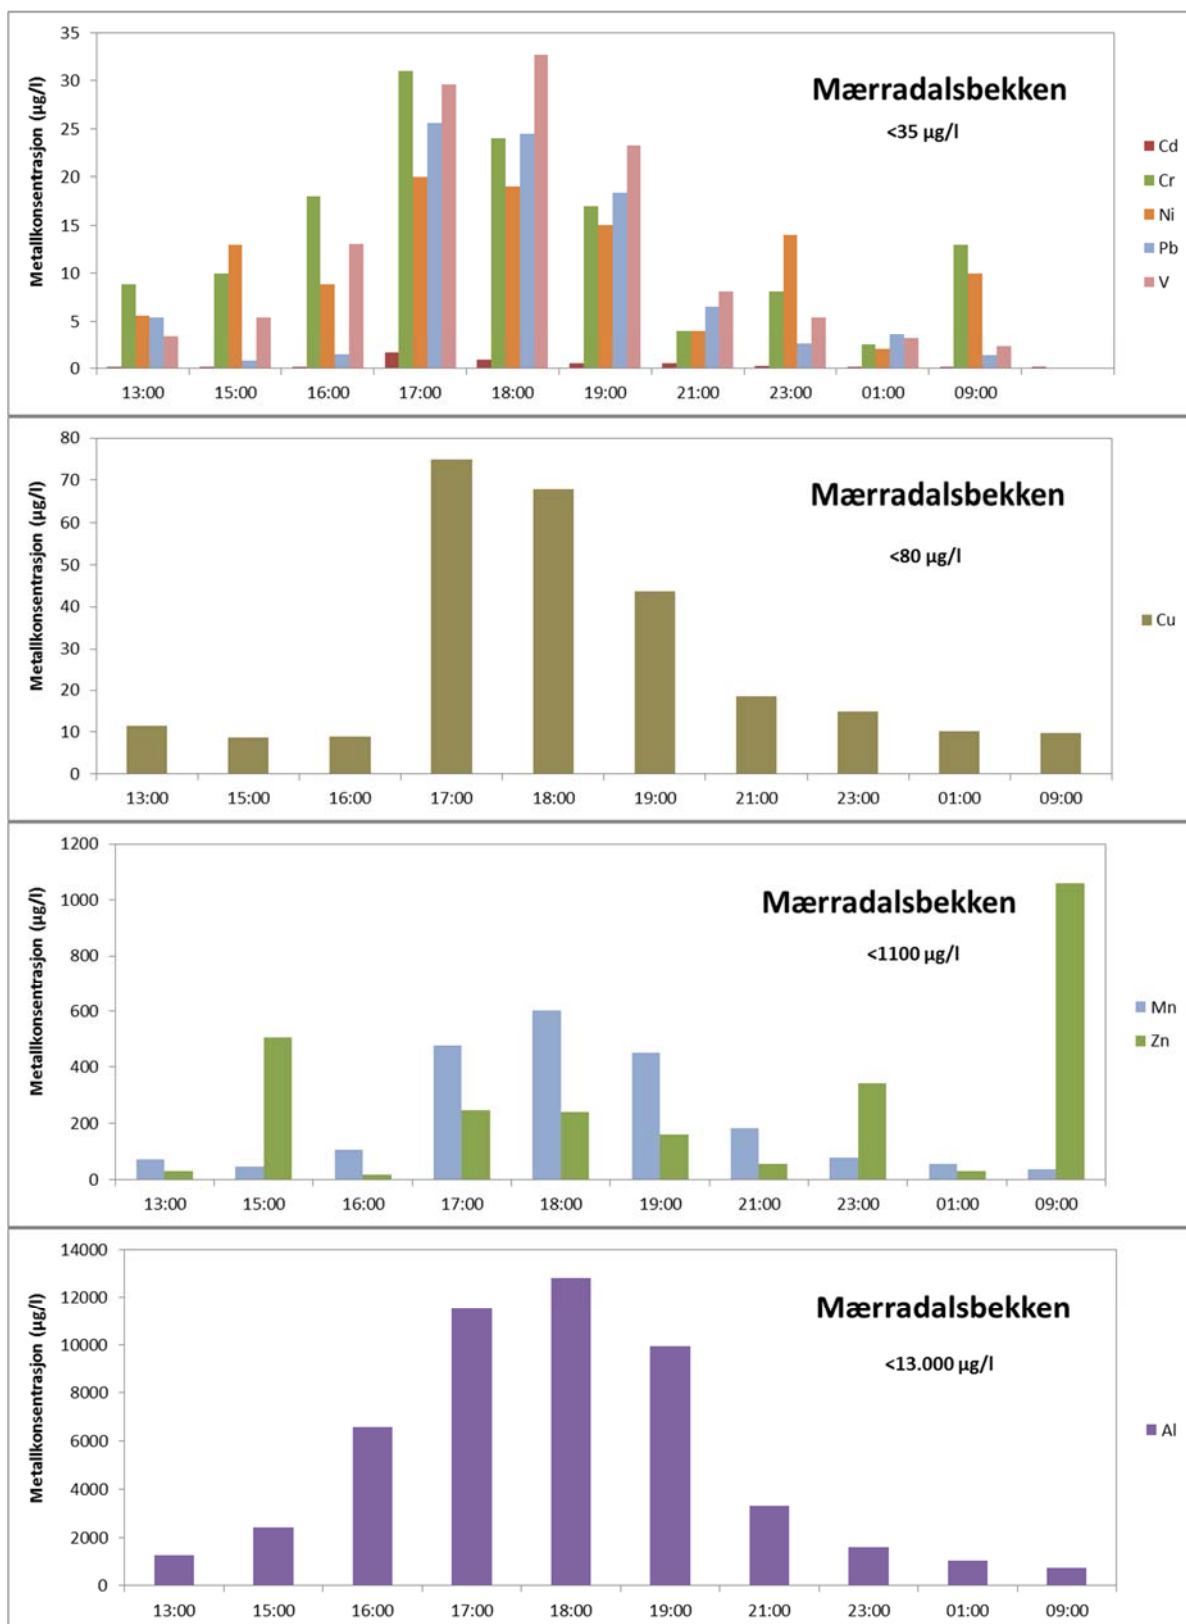 Mærradalsbekken
<35 µg/l
Metallkonsentrasjon (µg/l)
35
30
25
20
15
10
5
0
13:00 15:00 16:00 17:00 18:00 19:00 21:00 23:00 01:00 09:00
Cd
Cr
Ni
Pb
V
Mærradalsbekken
<80 µg/l
Metallkonsentrasjon (µg/l)
80
70
60
50
40
30
20
10
0
13:00 15:00 16:00 17:00 18:00 19:00 21:00 23:00 01:00 09:00
Cu
Mærradalsbekken
<1100 µg/l
Metallkonsentrasjon (µg/l)
1200
1000
800
600
400
200
0
13:00 15:00 16:00 17:00 18:00 19:00 21:00 23:00 01:00 09:00
Mn
Zn
Mærradalsbekken
<13.000 µg/l
Metallkonsentrasjon (µg/l)
14000
12000
10000
8000
6000
4000
2000
0
13:00 15:00 16:00 17:00 18:00 19:00 21:00 23:00 01:00 09:00
Al